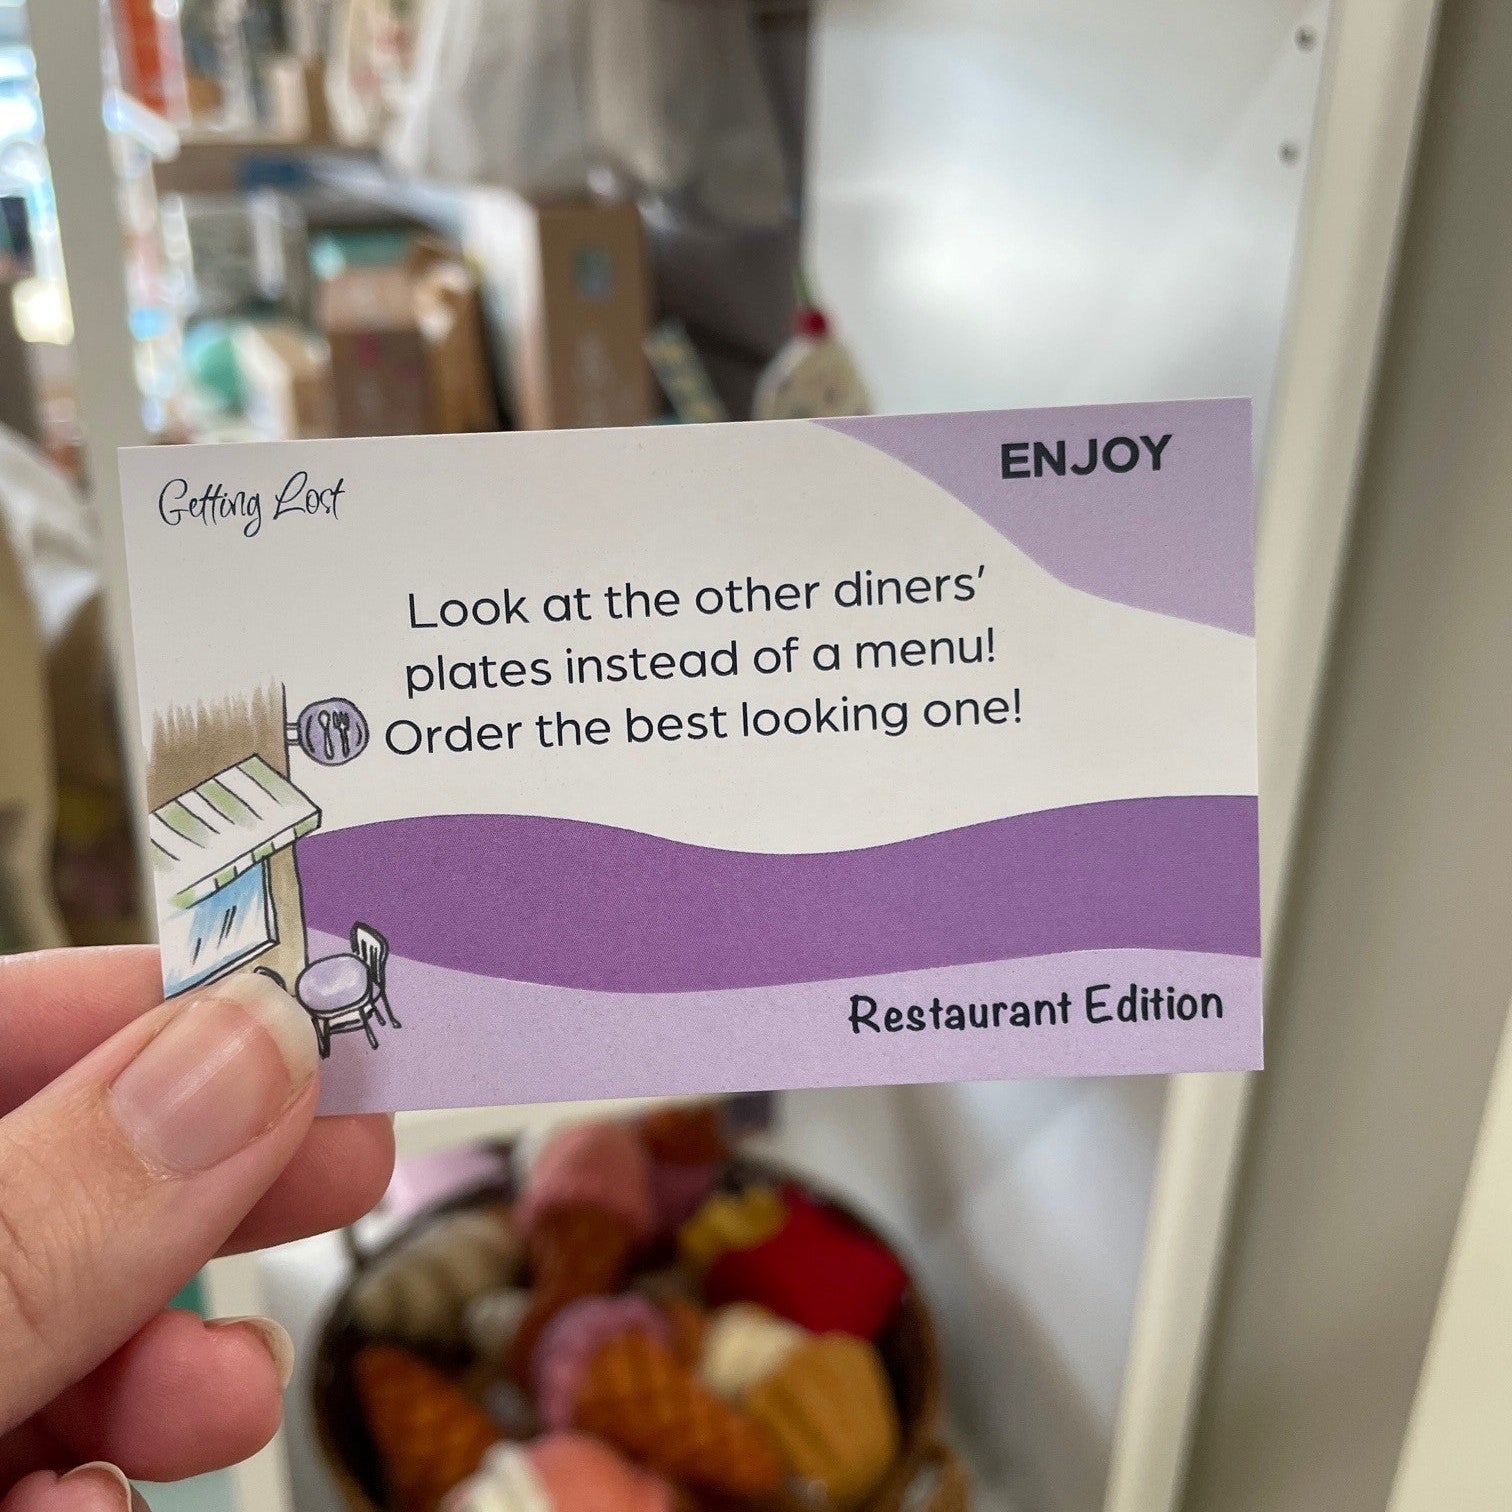 Getting Lost
ENJOY
Look at the other diners'
plates instead of a menu!
Order the best looking one!
Restaurant Edition